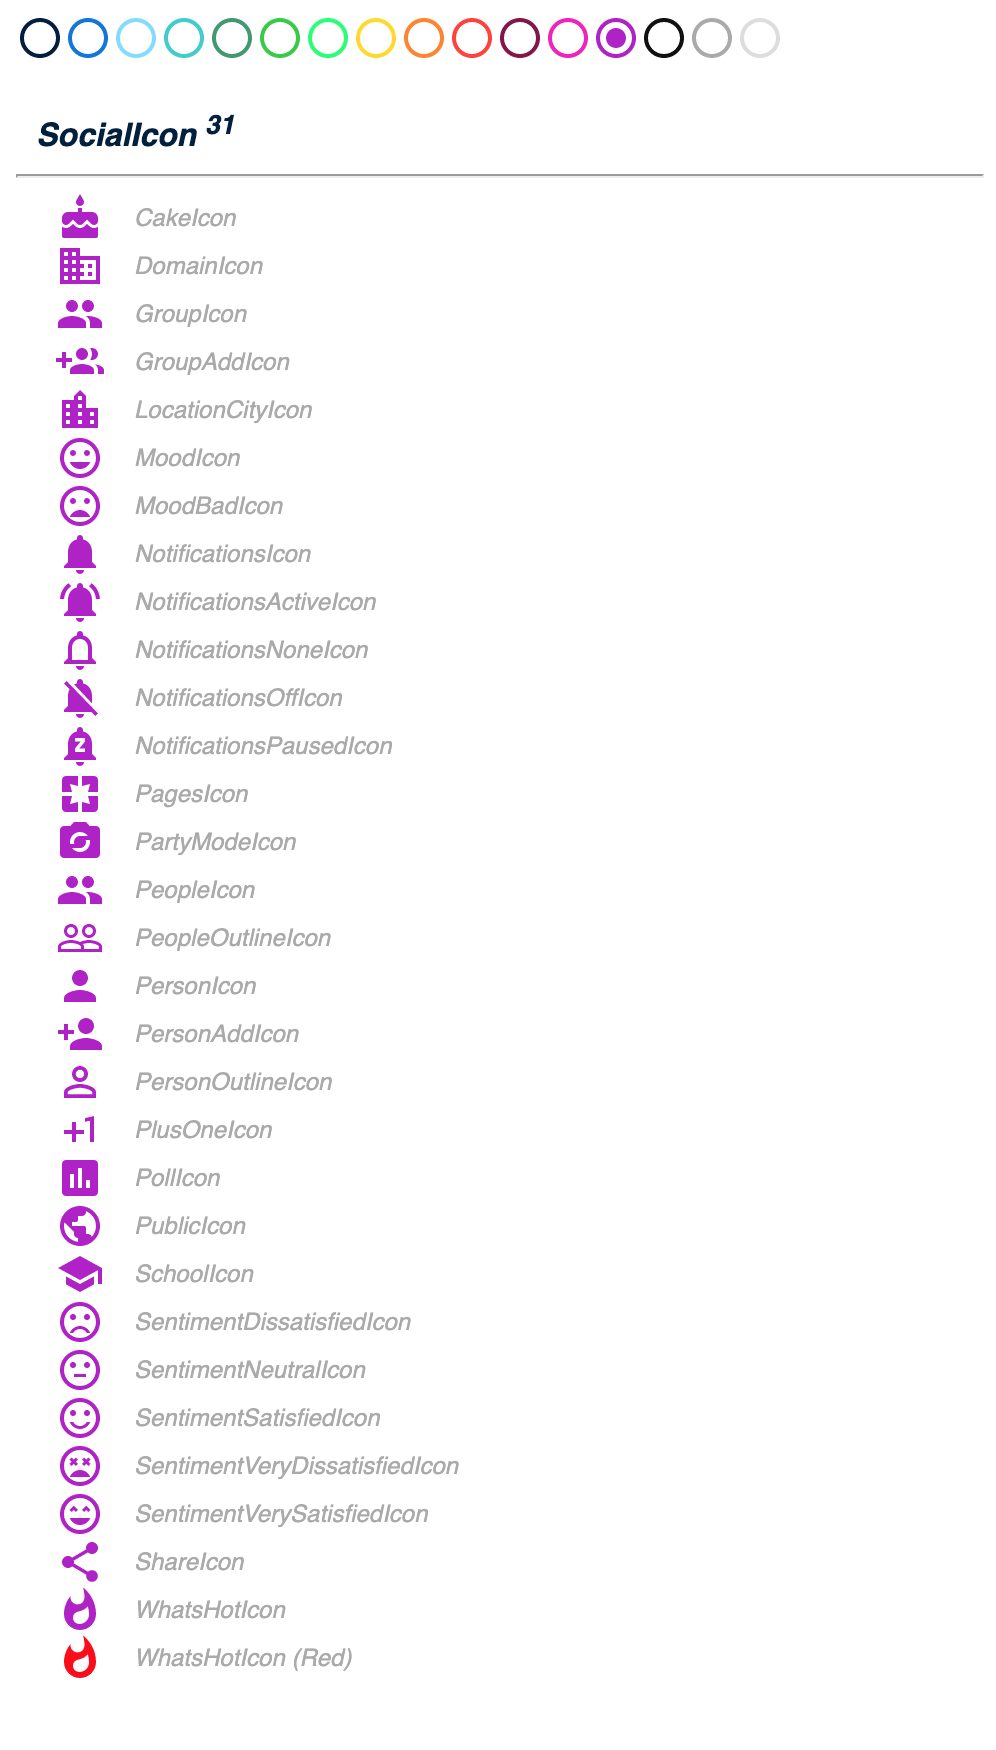 SocialIcon 31
CakeIcon
DomainIcon
GroupIcon
GroupAddIcon
LocationCityIcon
MoodIcon
MoodBadIcon
NotificationsIcon
NotificationsActiveIcon
NotificationsNoneIcon
NotificationsOffIcon
NotificationsPausedIcon
PagesIcon
PartyModeIcon
PeopleIcon
PeopleOutlineIcon
PersonIcon
PersonAddIcon
PersonOutlineIcon
+1 PlusOneIcon
PollIcon
PublicIcon
SchoolIcon
SentimentDissatisfiedIcon
SentimentNeutralIcon
SentimentSatisfiedIcon
SentimentVeryDissatisfiedIcon
SentimentVerySatisfiedIcon
ShareIcon
WhatsHotIcon
WhatsHotIcon (Red)